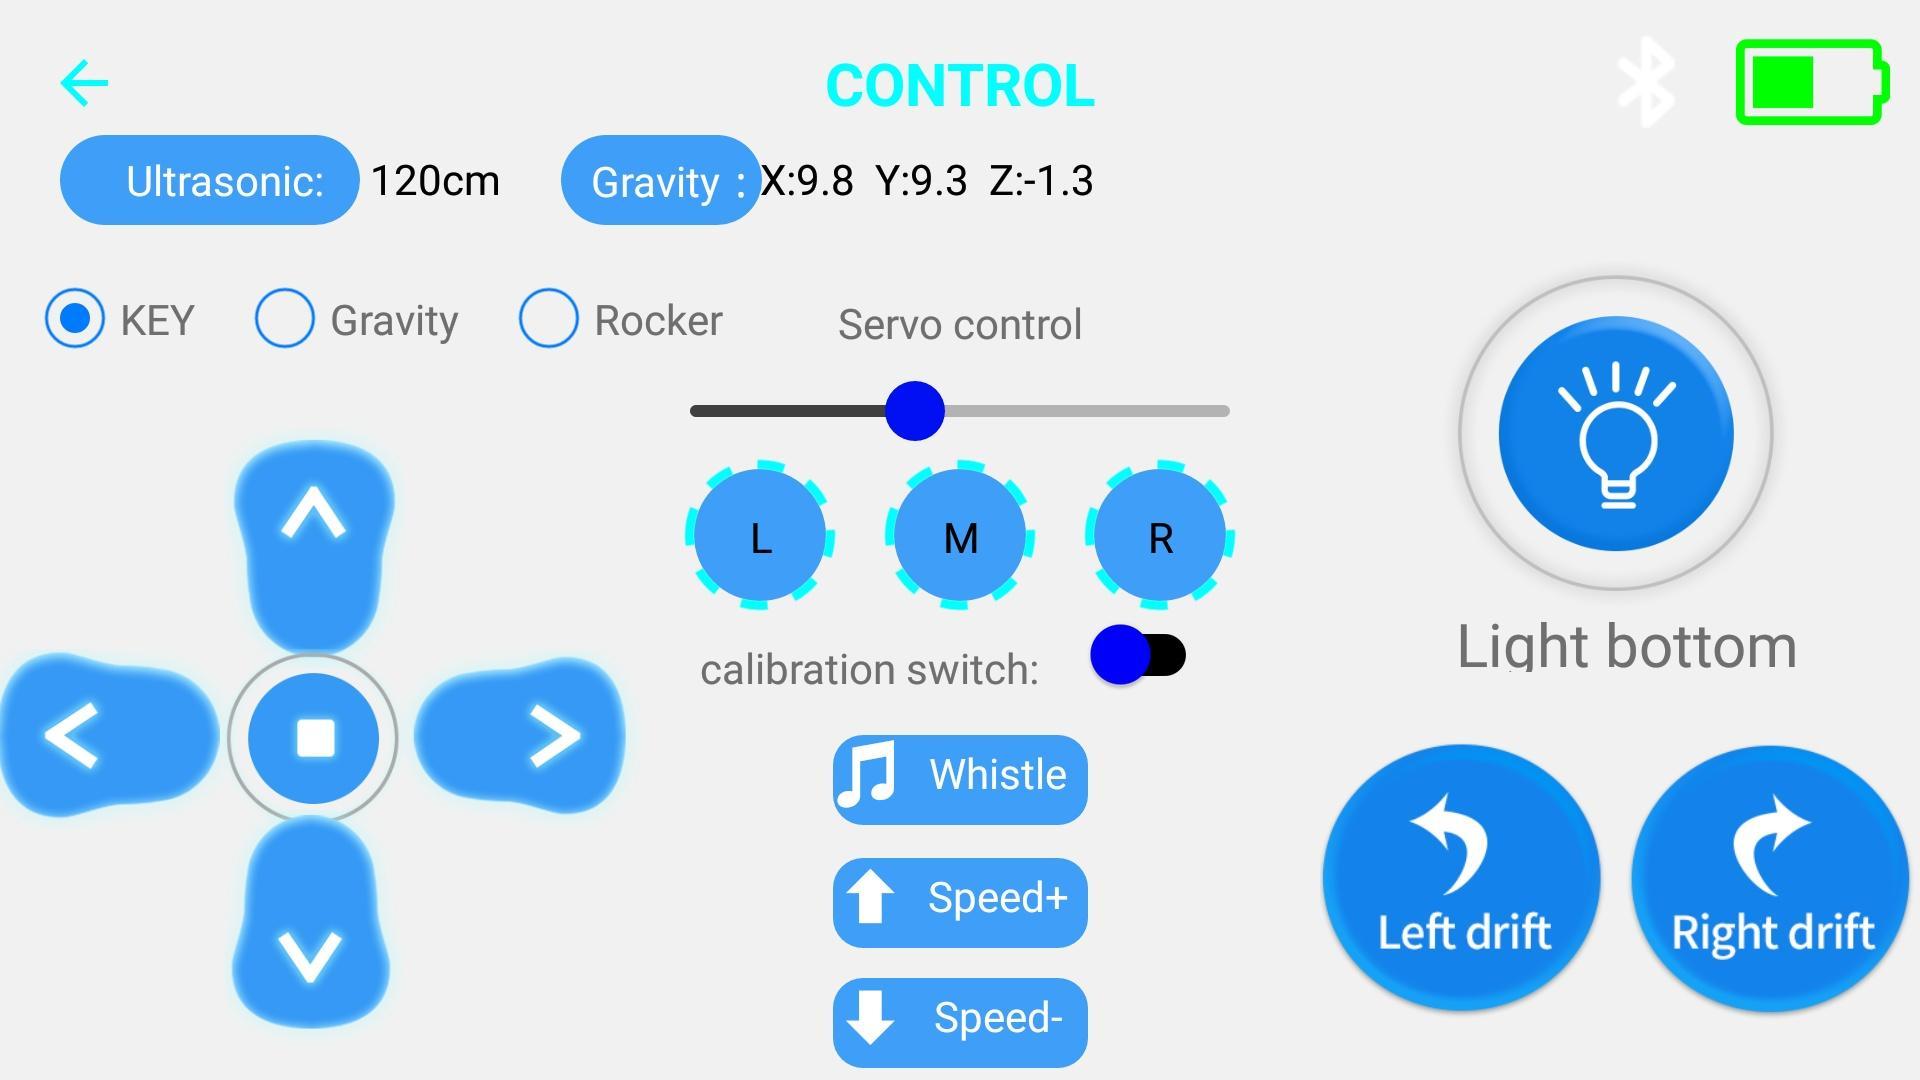 CONTROL
Ultrasonic: 120cm Gravity : X:9.8 Y:9.3 Z:-1.3
KEY Gravity Rocker Servo control
L M R
Light bottom
calibration switch:
Whistle
Speed+
Left drift Right drift
Speed-